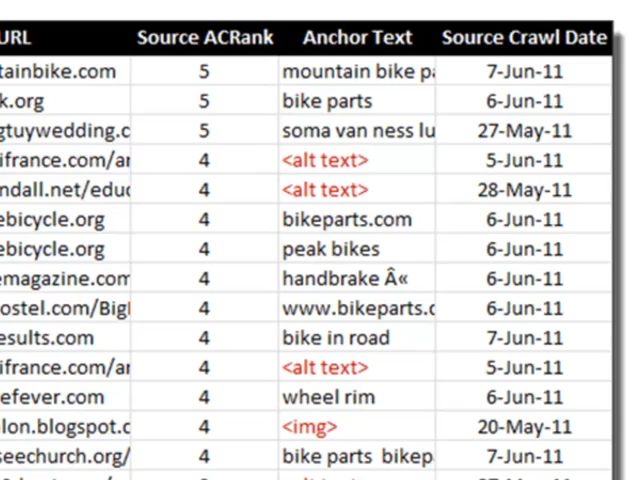 URL Source ACRank Anchor Text Source Crawl Date
tainbike.com 5 mountain bike pa 7-Jun-11
k.org 5 bike parts 6-Jun-11
gtuywedding.c 5 soma van ness lu 27-May-11
ifrance.com/ar 4 <alt text> 5-Jun-11
ndall.net/educ 4 <alt text> 28-May-11
ebicycle.org 4 bikeparts.com 6-Jun-11
ebicycle.org 4 peak bikes 6-Jun-11
emagazine.com 4 handbrake Â« 6-Jun-11
ostel.com/Big 4 www.bikeparts.c 6-Jun-11
esults.com 4 bike in road 7-Jun-11
ifrance.com/ar 4 <alt text> 5-Jun-11
efever.com 4 wheel rim 6-Jun-11
lon.blogspot.c 4 <img> 20-May-11
seechurch.org/ 4 bike parts bikep 7-Jun-11